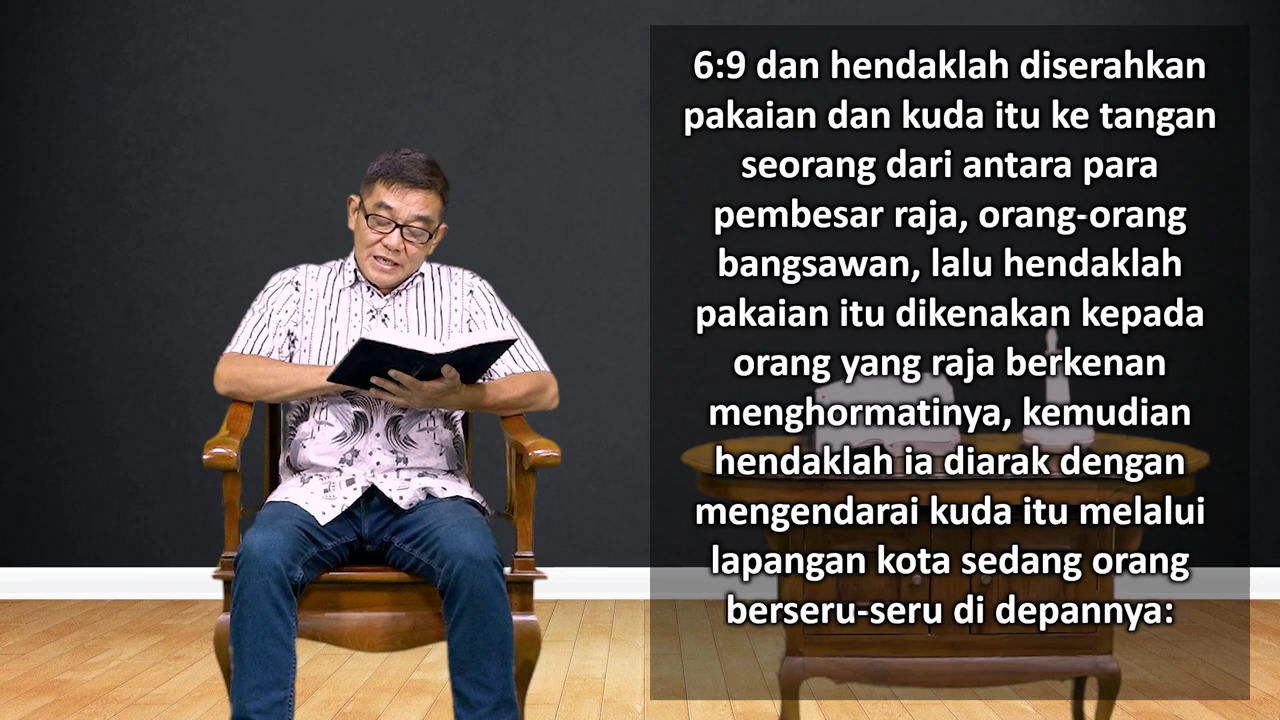 6:9 dan hendaklah diserahkan
pakaian dan kuda itu ke tangan
seorang dari antara para
pembesar raja, orang-orang
bangsawan, lalu hendaklah
pakaian itu dikenakan kepada
orang yang raja berkenan
menghormatinya, kemudian
hendaklah ia diarak dengan
mengendarai kuda itu melalui
lapangan kota sedang orang
berseru-seru di depannya: